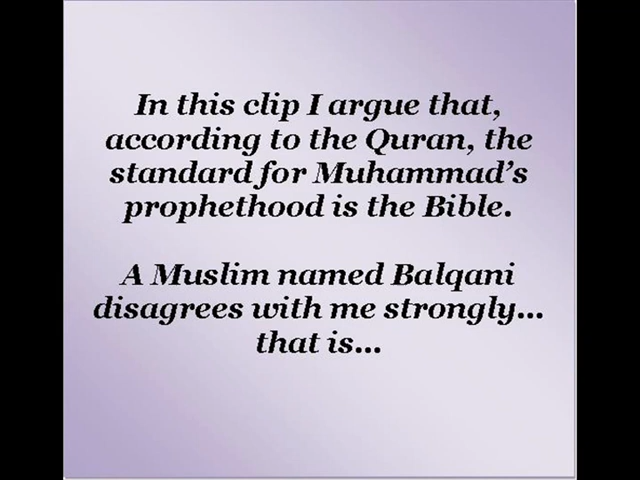 In this clip I argue that,
according to the Quran, the
standard for Muhammad's
prophethood is the Bible.
A Muslim named Balqani
disagrees with me strongly...
that is...